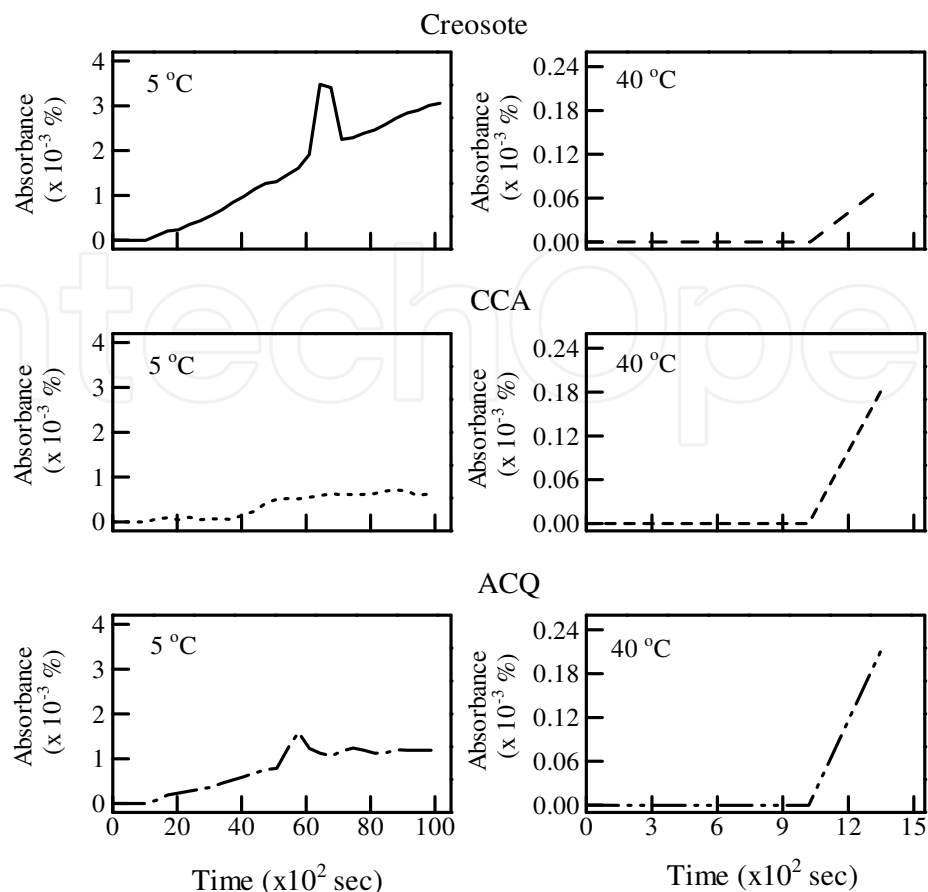 Creosote
5 °C
Absorbance
(x 10⁻³ %)
4
3
2
1
0
40 °C
Absorbance
(x 10⁻³ %)
0.24
0.18
0.12
0.06
0.00
CCA
5 °C
Absorbance
(x 10⁻³ %)
4
3
2
1
0
40 °C
Absorbance
(x 10⁻³ %)
0.24
0.18
0.12
0.06
0.00
ACQ
5 °C
Absorbance
(x 10⁻³ %)
4
3
2
1
0
0 20 40 60 80 100
Time (x10² sec)
40 °C
Absorbance
(x 10⁻³ %)
0.24
0.18
0.12
0.06
0.00
0 3 6 9 12 15
Time (x10² sec)
ntechOpe